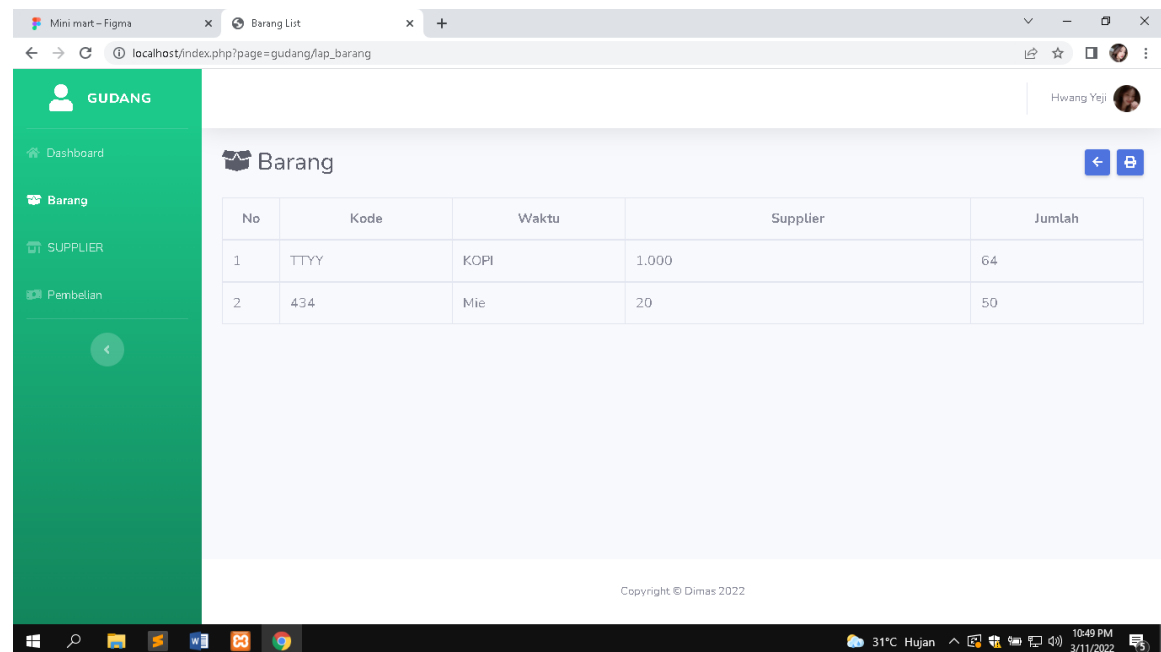 Mini mart – Figma
Barang List
localhost/index.php?page=gudang/lap_barang
GUDANG
Hwang Yeji
Dashboard
Barang
SUPPLIER
Pembelian
Barang
No Kode Waktu Supplier Jumlah
1 TTYY KOPI 1.000 64
2 434 Mie 20 50
Copyright © Dimas 2022
31°C Hujan
10:49 PM
3/11/2022
5